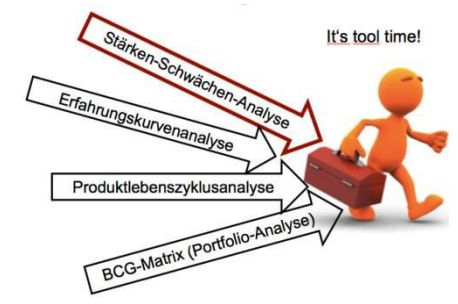 It's tool time!
Stärken-Schwächen-Analyse
Erfahrungskurvenanalyse
Produktlebenszyklusanalyse
BCG-Matrix (Portfolio-Analyse)